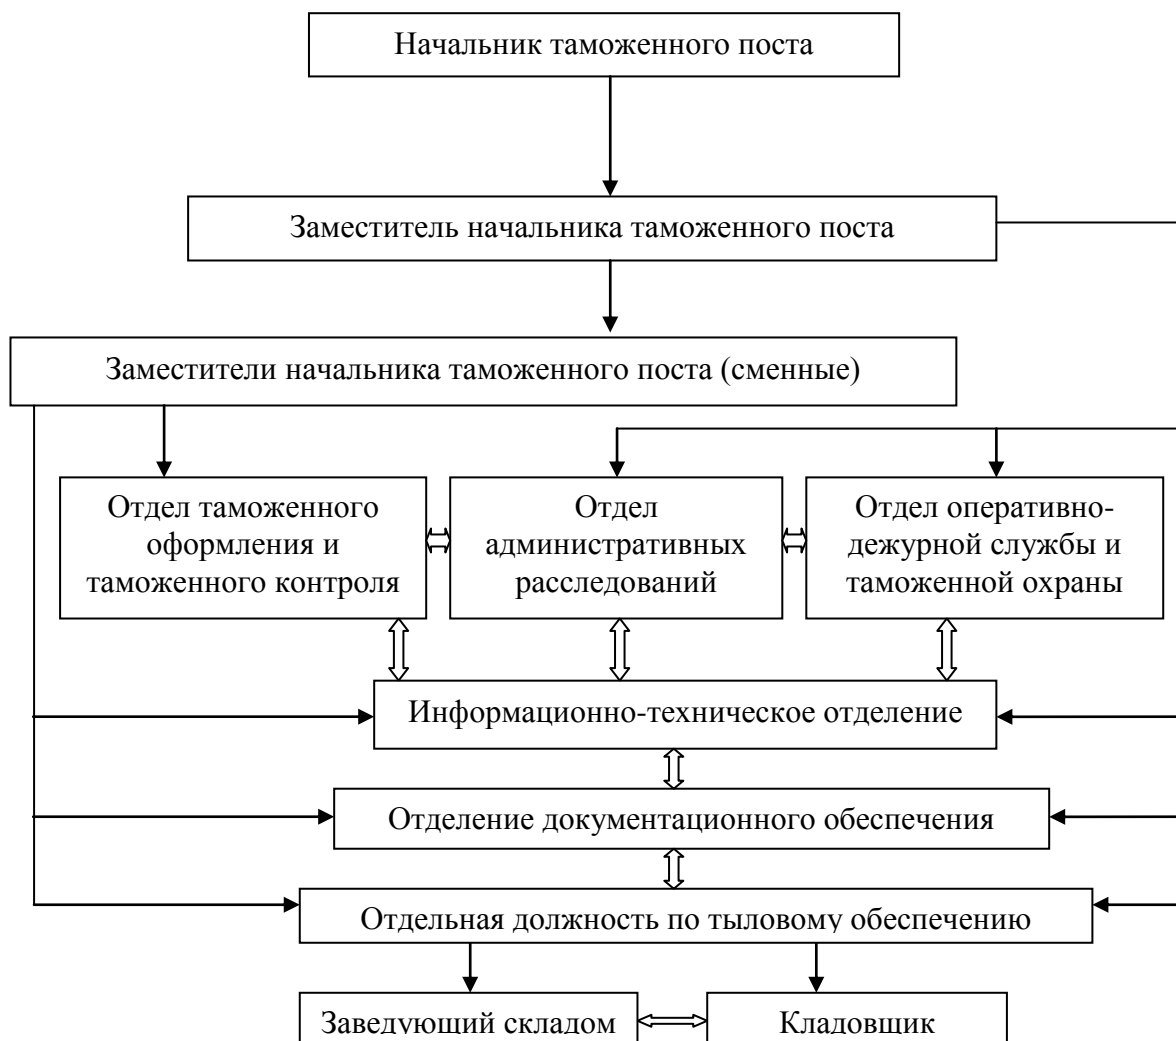 Начальник таможенного поста
Заместитель начальника таможенного поста
Заместители начальника таможенного поста (сменные)
Отдел таможенного
оформления и
таможенного контроля
Отдел
административных
расследований
Отдел оперативно-
дежурной службы и
таможенной охраны
Информационно-техническое отделение
Отделение документационного обеспечения
Отдельная должность по тыловому обеспечению
Заведующий складом
Кладовщик